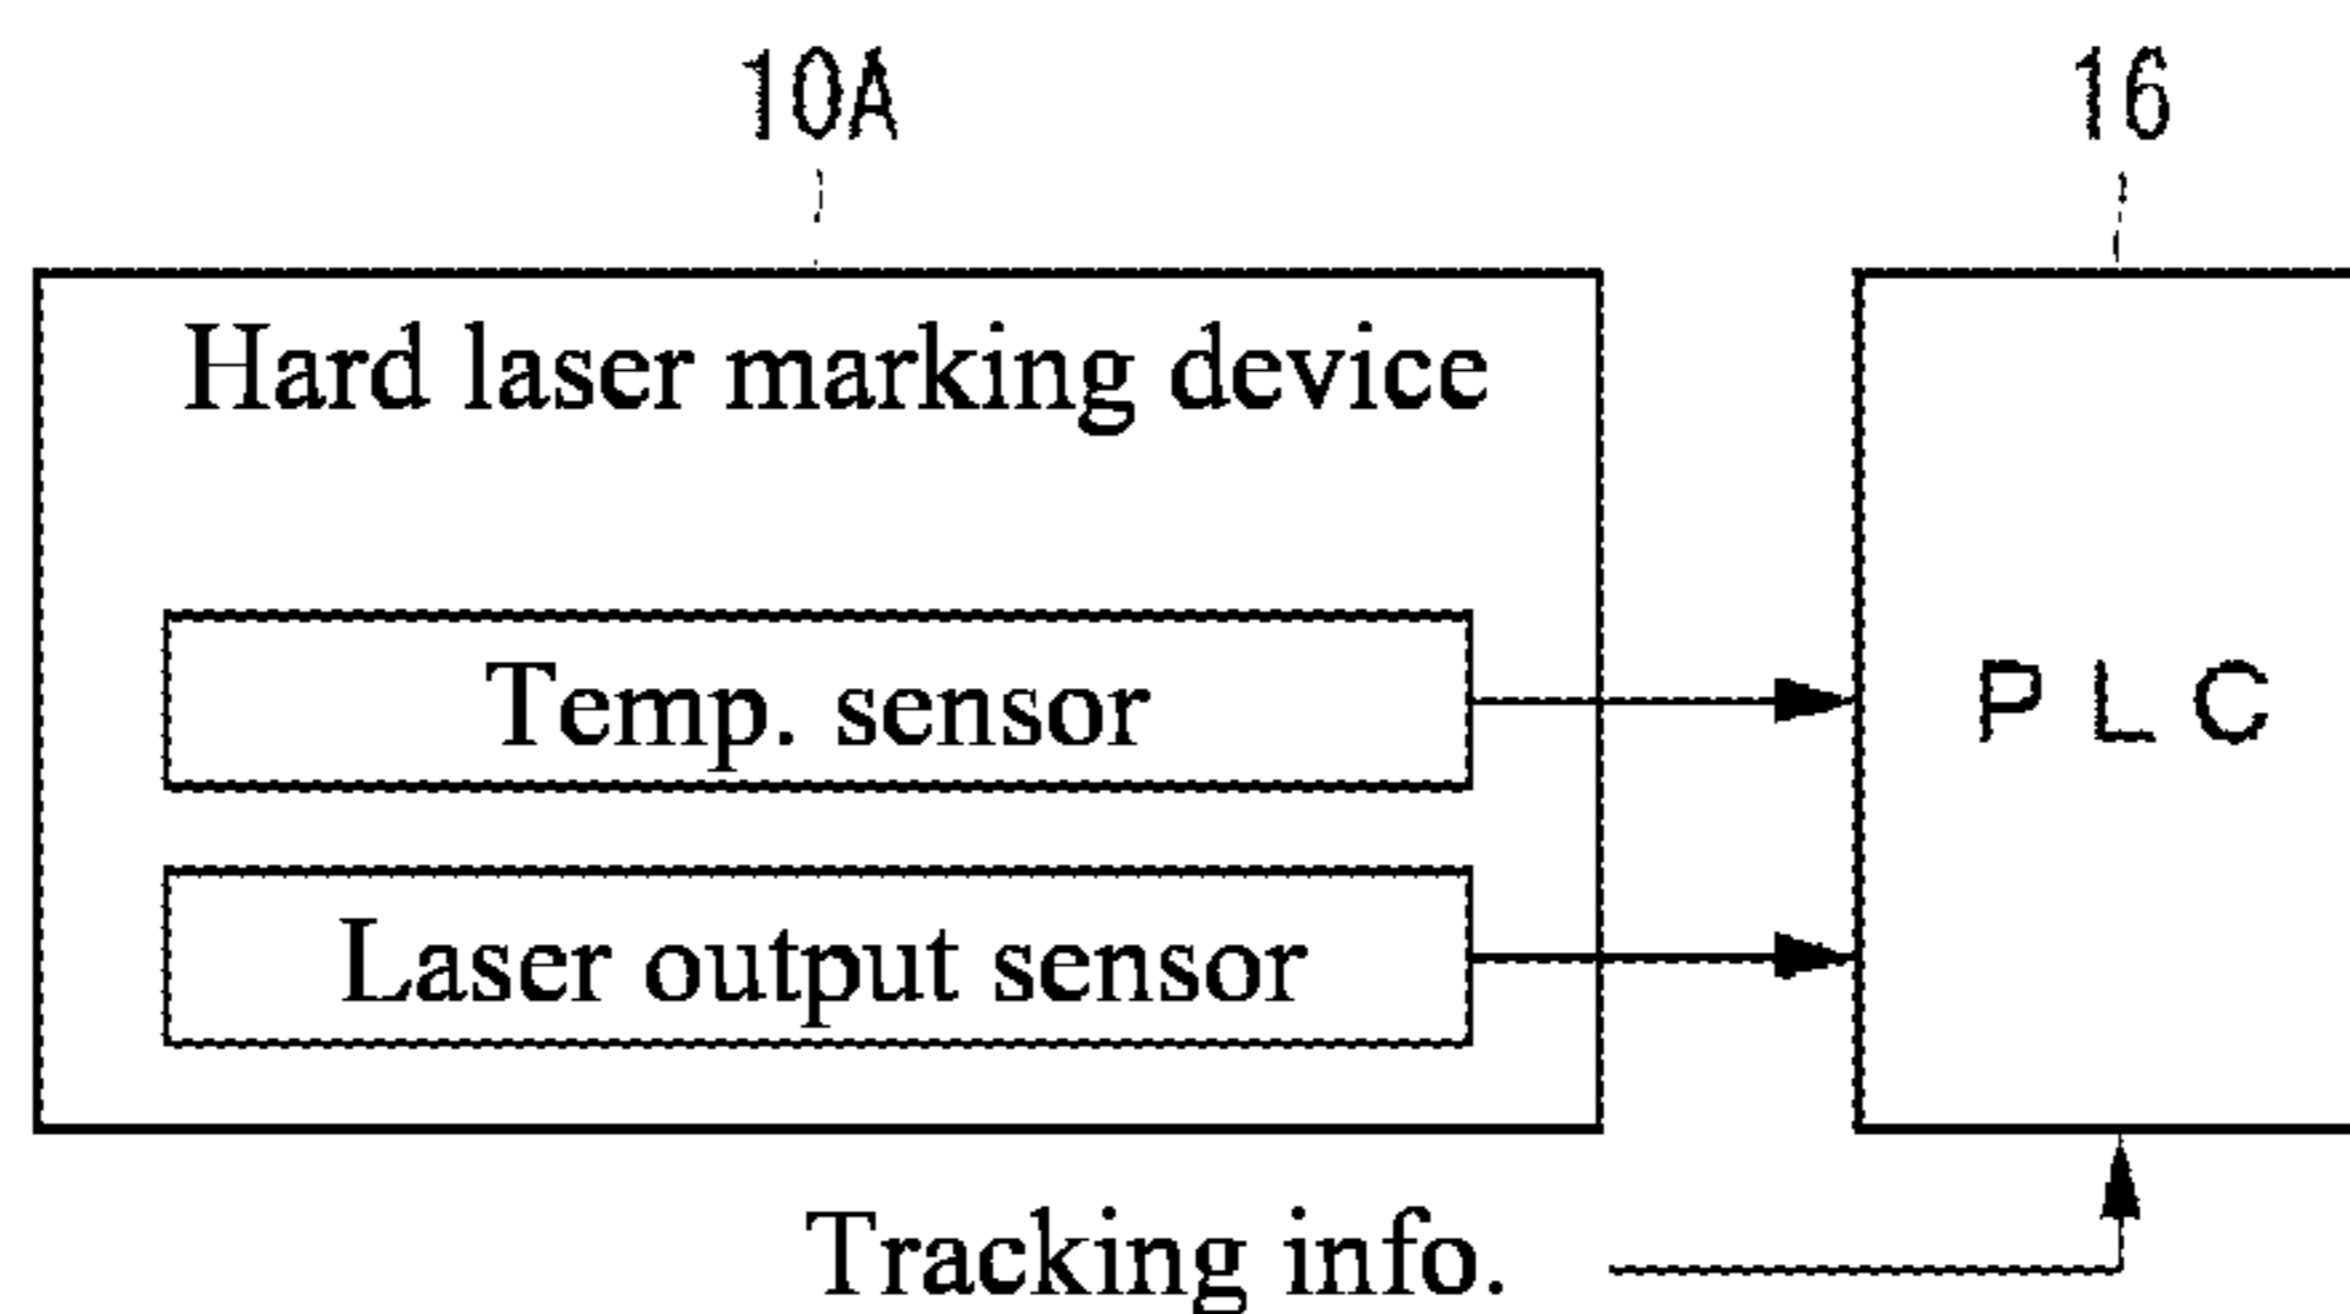 10A
16
Hard laser marking device
Temp. sensor
PLC
Laser output sensor
Tracking info.